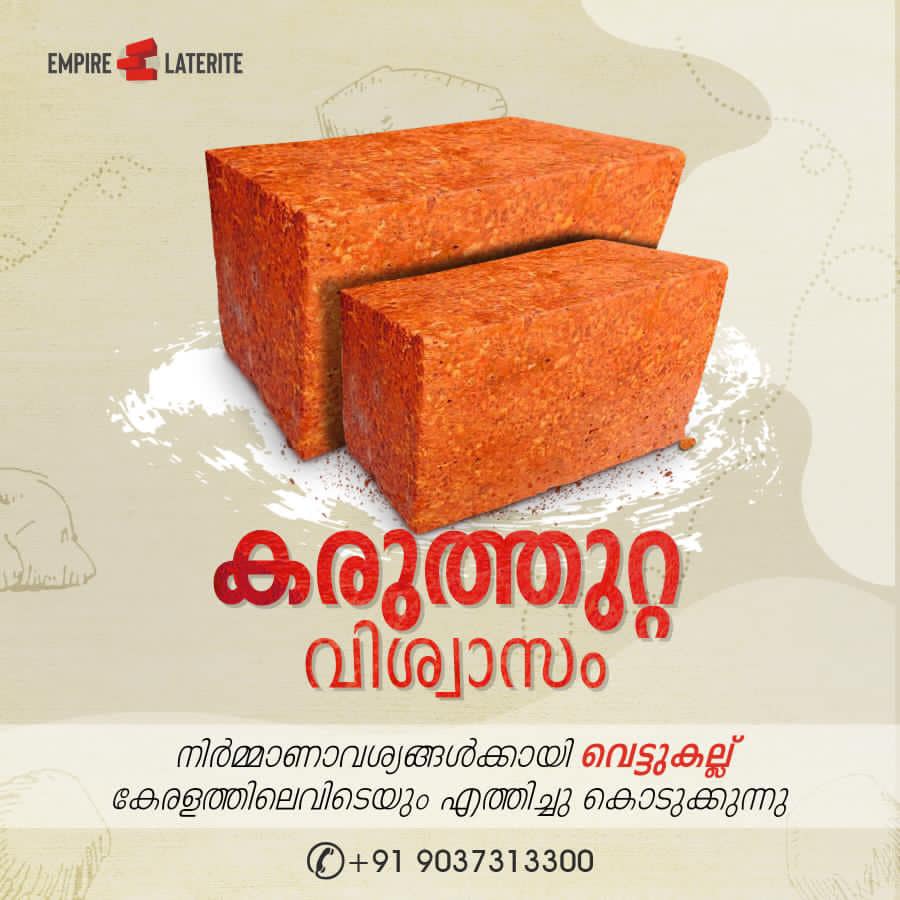 EMPIRE LATERITE
കരുത്തുറ്റ
വിശ്വാസം
നിർമ്മാണാവശ്യങ്ങൾക്കായി വെട്ടുകല്ല്
കേരളത്തിലെവിടെയും എത്തിച്ചു കൊടുക്കുന്നു
+91 9037313300